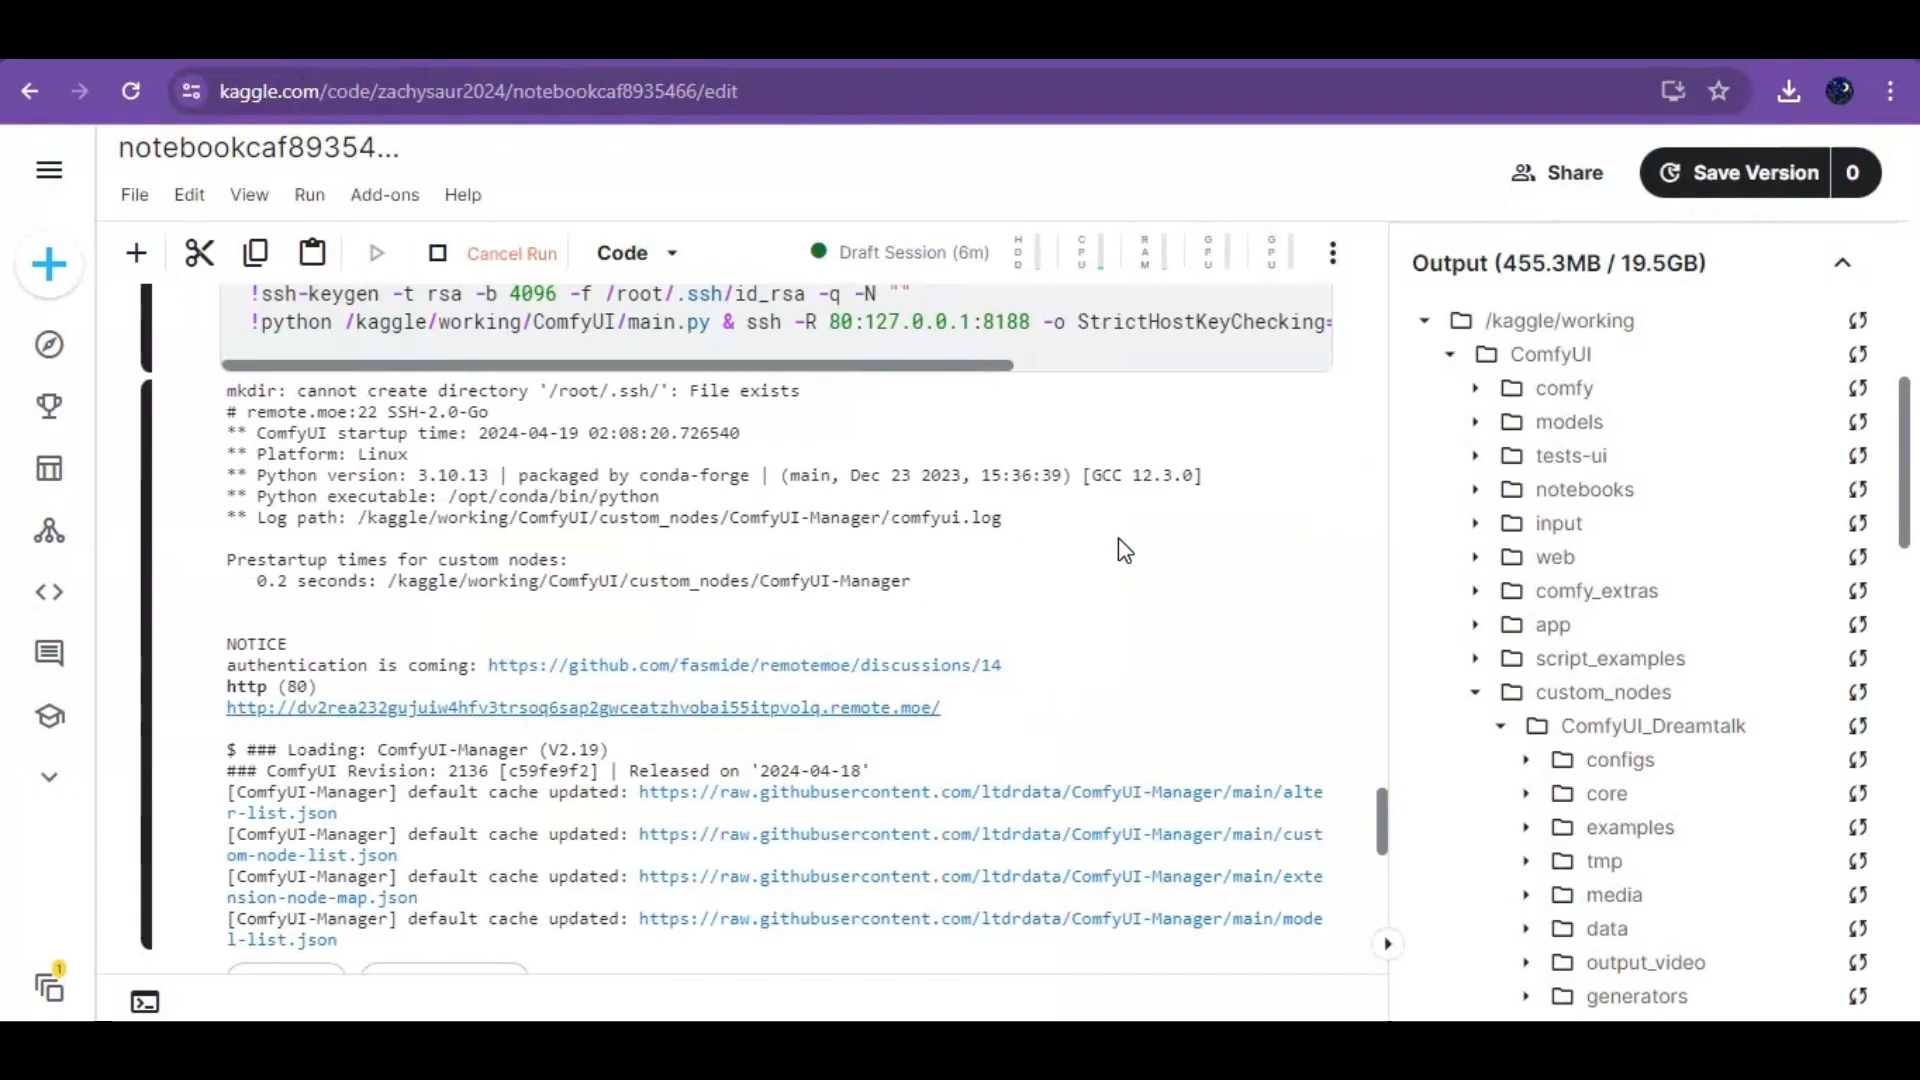 kaggle.com/code/zachysaur2024/notebookcaf8935466/edit
notebookcaf89354...
File Edit View Run Add-ons Help
Share
Save Version 0
Cancel Run
Code
Draft Session (6m)
HDD
CPU
RAM
GPU
GPU
!ssh-keygen -t rsa -b 4096 -f /root/.ssh/id_rsa -q -N ""
!python /kaggle/working/ComfyUI/main.py & ssh -R 80:127.0.0.1:8188 -o StrictHostKeyChecking=
mkdir: cannot create directory '/root/.ssh/': File exists
# remote.moe:22 SSH-2.0-Go
** ComfyUI startup time: 2024-04-19 02:08:20.726540
** Platform: Linux
** Python version: 3.10.13 | packaged by conda-forge | (main, Dec 23 2023, 15:36:39) [GCC 12.3.0]
** Python executable: /opt/conda/bin/python
** Log path: /kaggle/working/ComfyUI/custom_nodes/ComfyUI-Manager/comfyui.log
Prestartup times for custom nodes:
0.2 seconds: /kaggle/working/ComfyUI/custom_nodes/ComfyUI-Manager
NOTICE
authentication is coming: https://github.com/fasmide/remotemoe/discussions/14
http (80)
http://dv2rea232gujuiw4hfv3trsoq6sap2gwceatzhvobai55itpvolq.remote.moe/
$ ### Loading: ComfyUI-Manager (V2.19)
### ComfyUI Revision: 2136 [c59fe9f2] | Released on '2024-04-18'
[ComfyUI-Manager] default cache updated: https://raw.githubusercontent.com/ltdrdata/ComfyUI-Manager/main/alte
r-list.json
[ComfyUI-Manager] default cache updated: https://raw.githubusercontent.com/ltdrdata/ComfyUI-Manager/main/cust
om-node-list.json
[ComfyUI-Manager] default cache updated: https://raw.githubusercontent.com/ltdrdata/ComfyUI-Manager/main/exte
nsion-node-map.json
[ComfyUI-Manager] default cache updated: https://raw.githubusercontent.com/ltdrdata/ComfyUI-Manager/main/mode
l-list.json
Output (455.3MB / 19.5GB)
/kaggle/working
ComfyUI
comfy
models
tests-ui
notebooks
input
web
comfy_extras
app
script_examples
custom_nodes
ComfyUI_Dreamtalk
configs
core
examples
tmp
media
data
output_video
generators
1